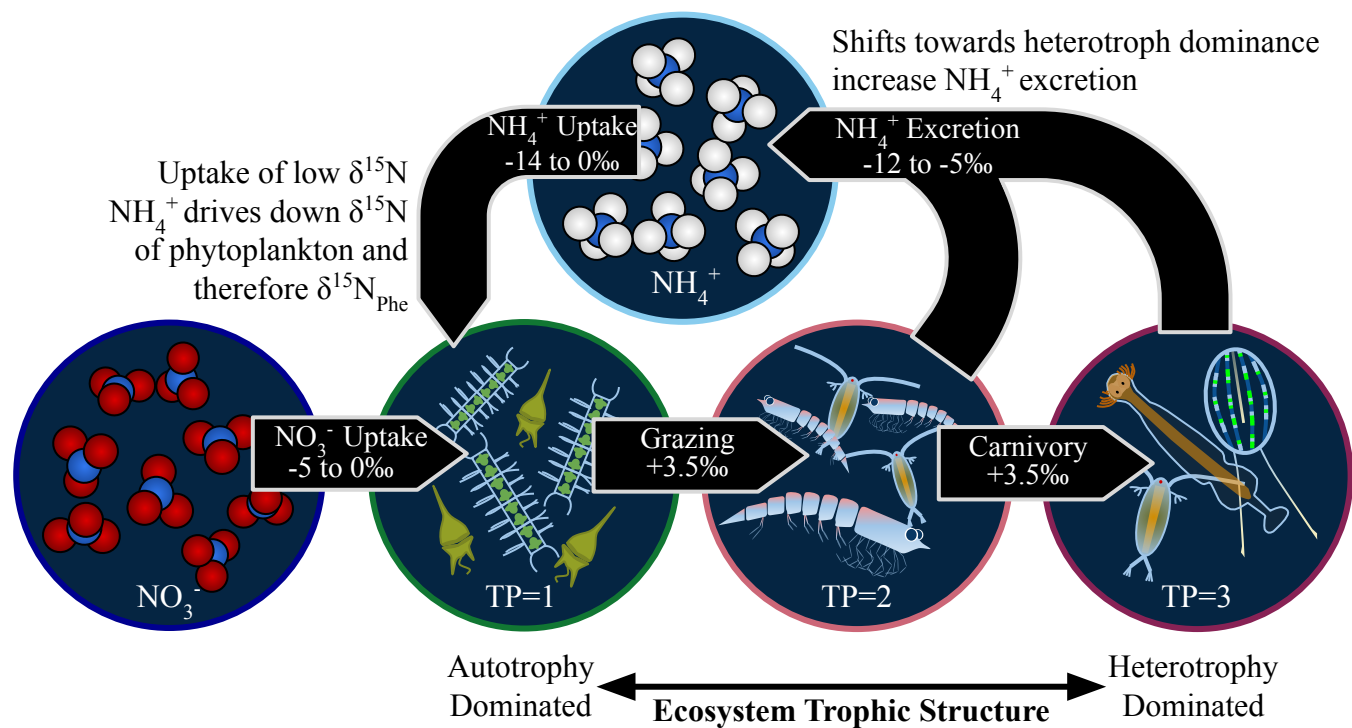 Shifts towards heterotroph dominance
increase NH₄⁺ excretion
NH₄⁺ Uptake
-14 to 0‰
NH₄⁺ Excretion
-12 to -5‰
Uptake of low δ¹⁵N
NH₄⁺ drives down δ¹⁵N
of phytoplankton and
therefore δ¹⁵N_Phe
NH₄⁺
NO₃⁻ Uptake
-5 to 0‰
Grazing
+3.5‰
Carnivory
+3.5‰
NO₃⁻
TP=1
TP=2
TP=3
Autotrophy
Dominated
Ecosystem Trophic Structure
Heterotrophy
Dominated